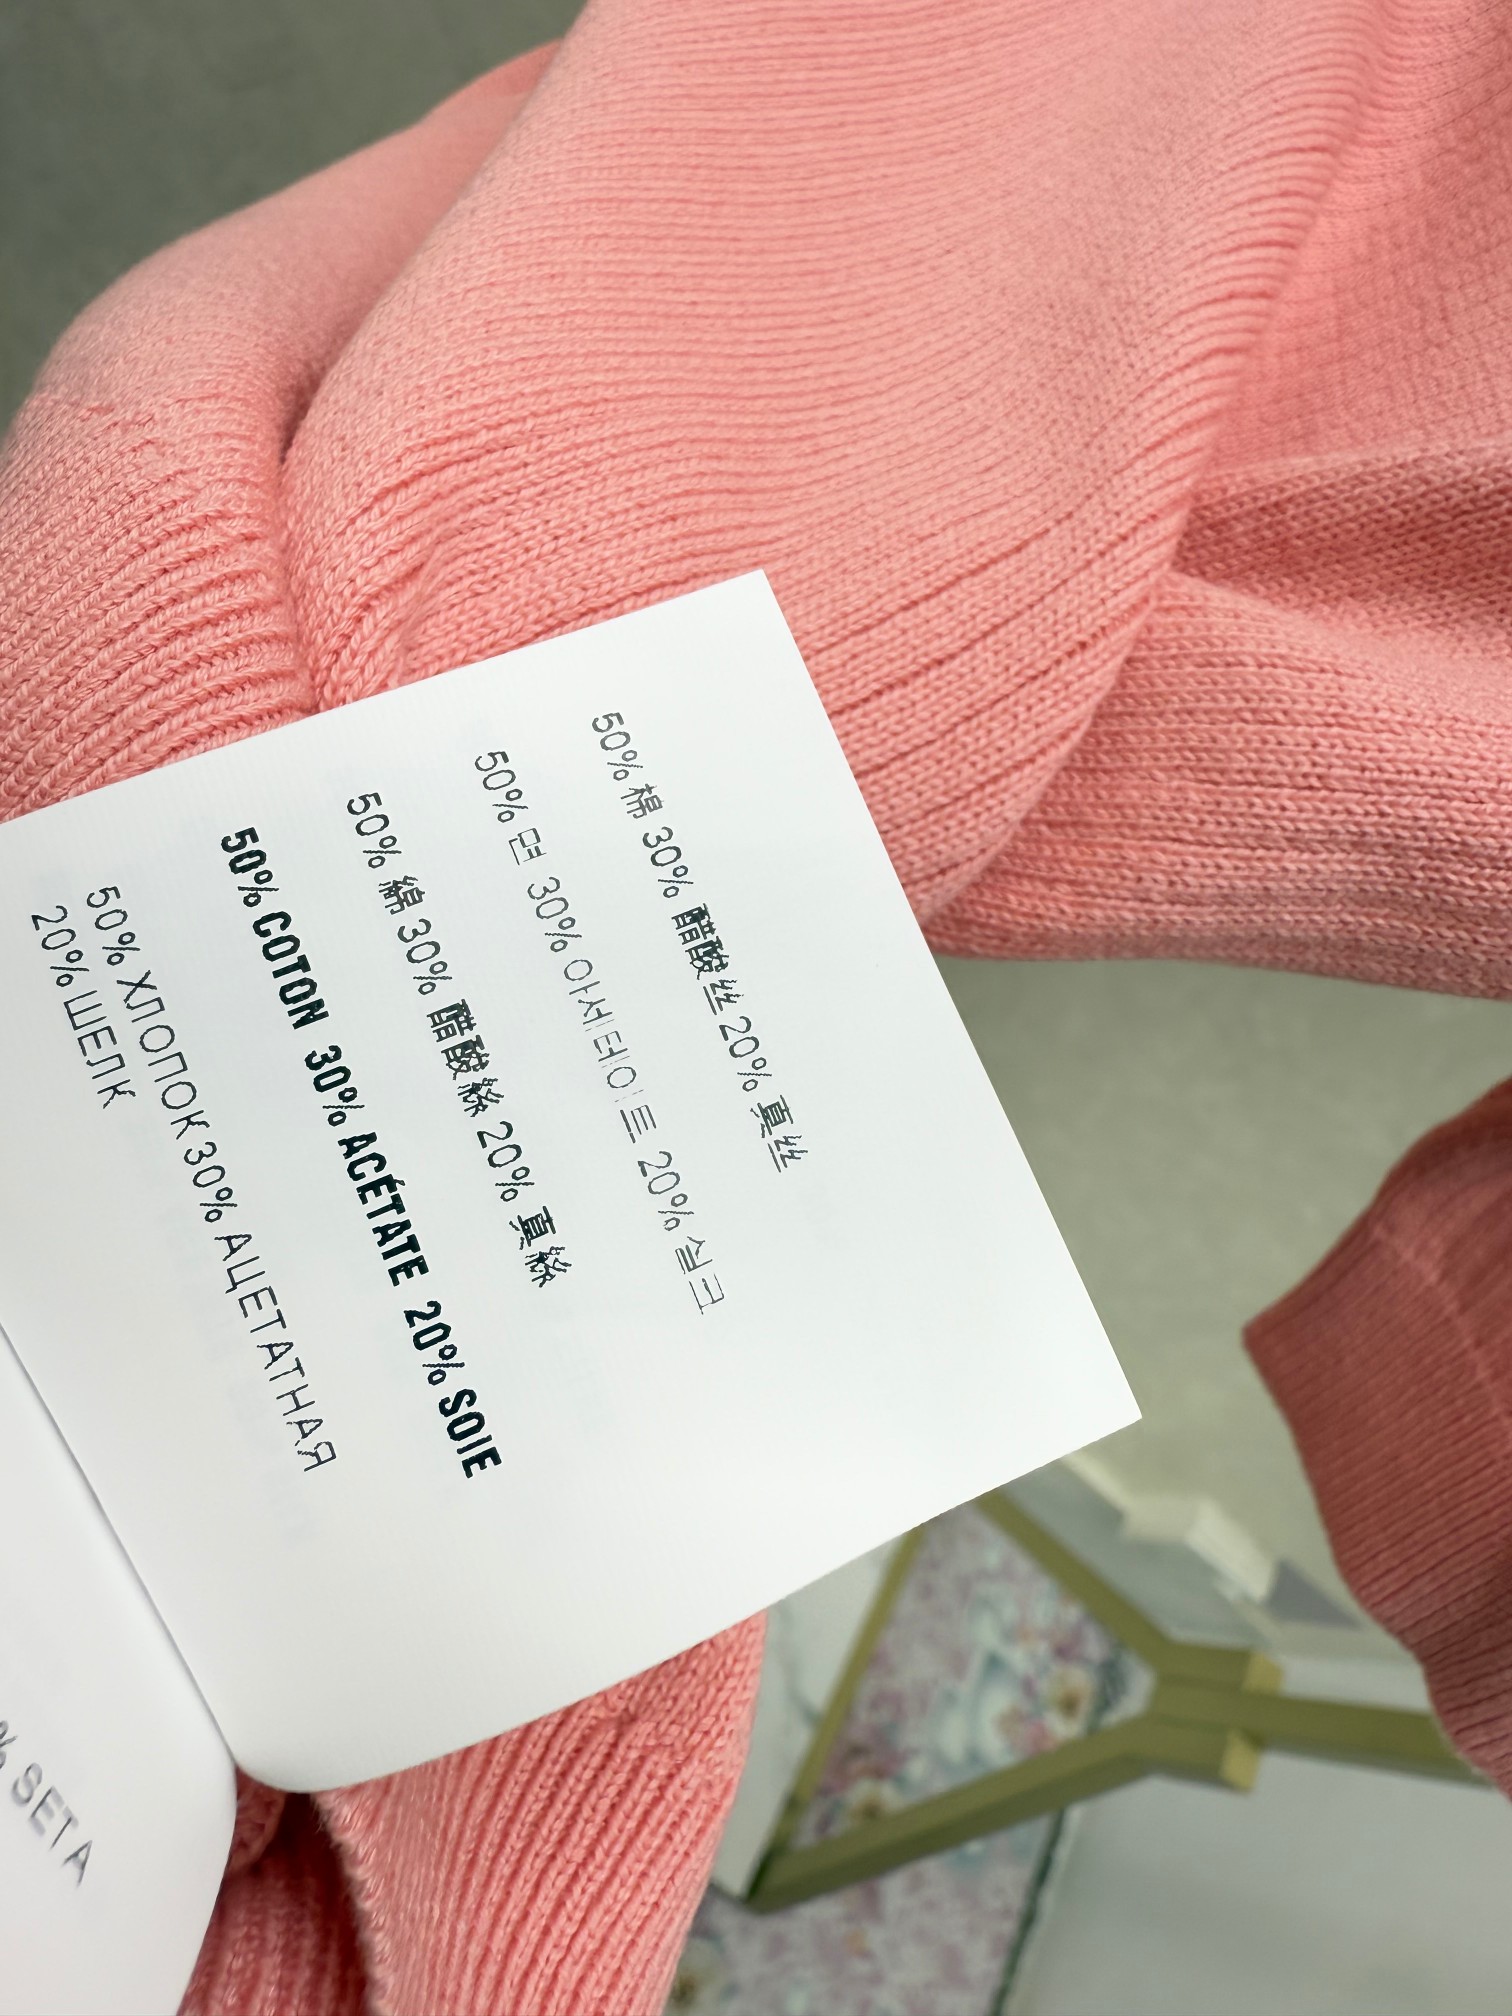 50% 棉 30% 醋酸丝 20% 真丝
50% 면 30% 아세테이트 20% 실크
50% 綿 30% 醋酸絲 20% 真絲
50% COTON 30% ACÉTATE 20% SOIE
50% ХЛОПОК 30% АЦЕТАТНАЯ
20% ШЕЛК
% SETA